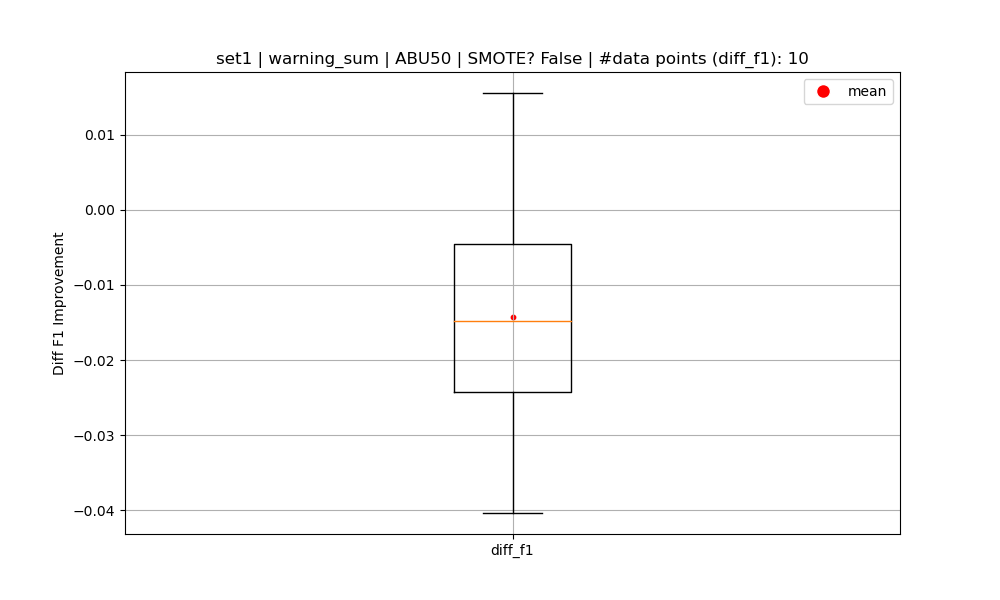 set1 | warning_sum | ABU50 | SMOTE? False | #data points (diff_f1): 10
mean
0.01
0.00
−0.01
−0.02
−0.03
−0.04
Diff F1 Improvement
diff_f1